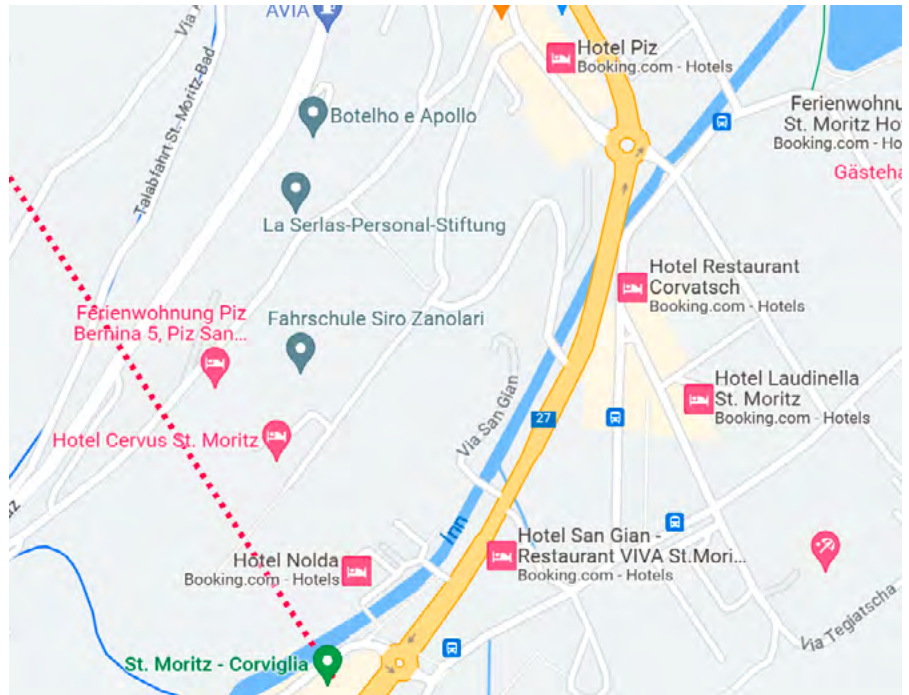 AVIA
Via
Hotel Piz
Booking.com - Hotels
Botelho e Apollo
Ferienwohnu
St. Moritz Ho
Booking.com - Ho
Gästeha
Talabfahrt St. Moritz-Bad
La Serlas-Personal-Stiftung
Hotel Restaurant
Corvatsch
Booking.com - Hotels
Ferienwohnung Piz
Bernina 5, Piz San...
Fahrschule Siro Zanolari
Hotel Laudinella
St. Moritz
Booking.com - Hotels
27
Via San Gian
Hotel Cervus St. Moritz
Inn
Hotel San Gian -
Restaurant VIVA St.Mori...
Booking.com - Hotels
Hotel Nolda
Booking.com - Hotels
Via Tegiatscha
St. Moritz - Corviglia